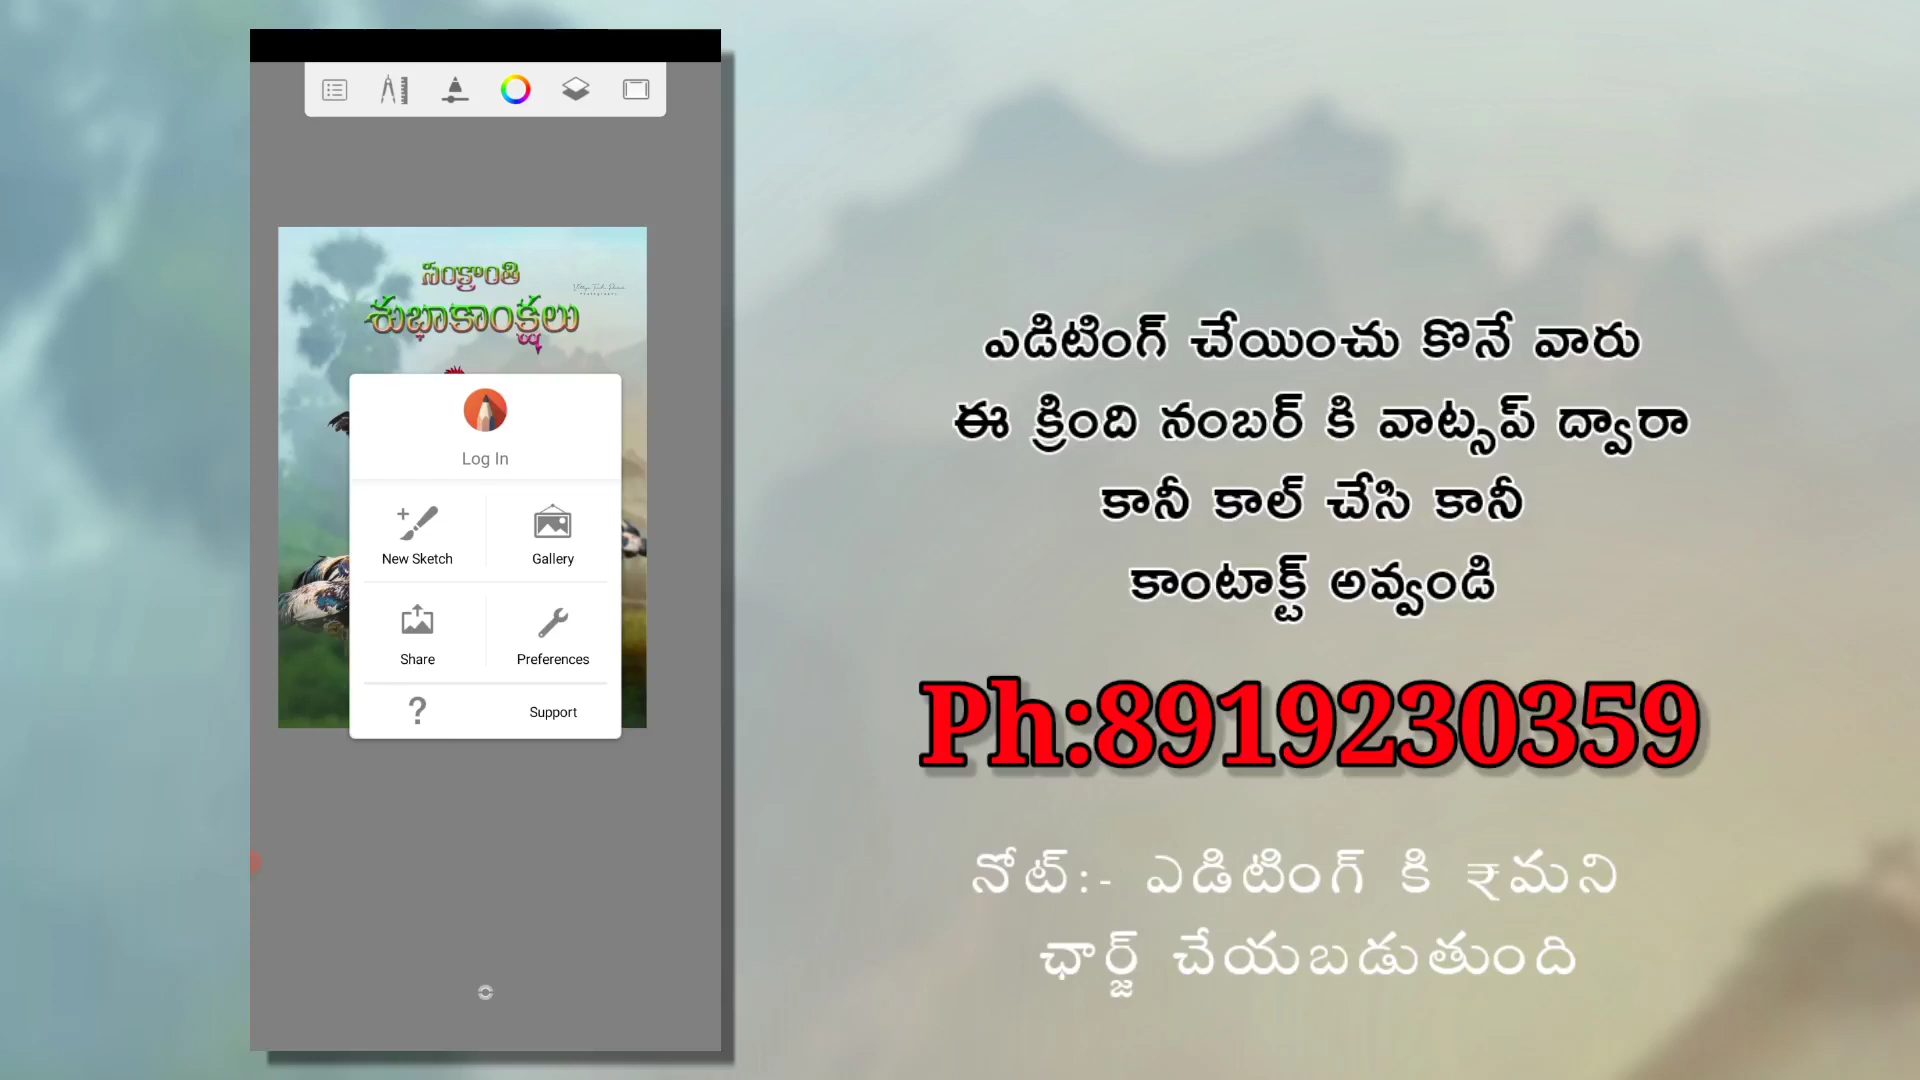 సంక్రాంతి
శుభాకాంక్షలు
Log In
New Sketch
Gallery
Share
Preferences
?
Support
ఎడిటింగ్ చేయించు కొనే వారు
ఈ క్రింది నంబర్ కి వాట్సప్ ద్వారా
కానీ కాల్ చేసి కానీ
కాంటాక్ట్ అవ్వండి
Ph:8919230359
నోట్:- ఎడిటింగ్ కి ₹మని
ఛార్జ్ చేయబడుతుంది